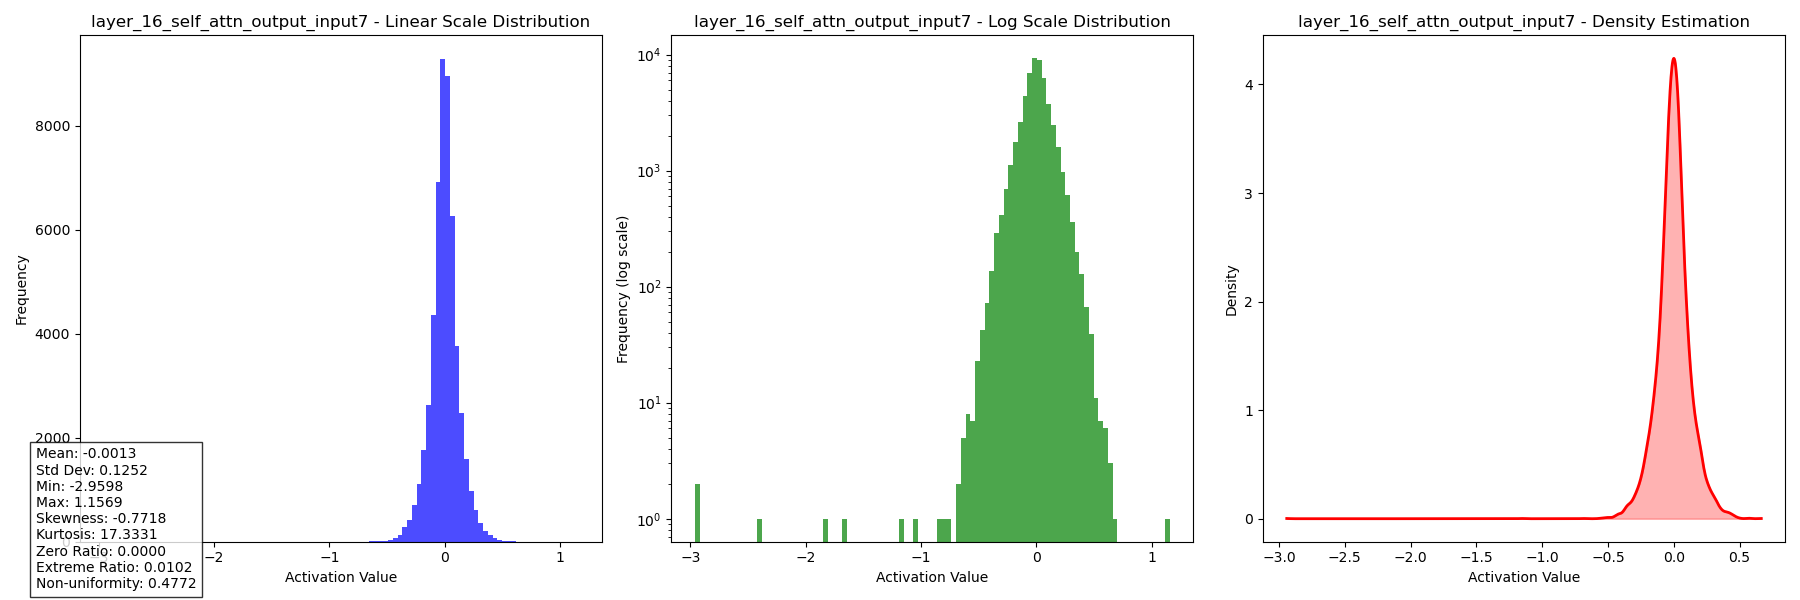 layer_16_self_attn_output_input7 - Linear Scale Distribution
Frequency
8000
6000
4000
2000
−2
−1
0
1
Activation Value
Mean: -0.0013
Std Dev: 0.1252
Min: -2.9598
Max: 1.1569
Skewness: -0.7718
Kurtosis: 17.3331
Zero Ratio: 0.0000
Extreme Ratio: 0.0102
Non-uniformity: 0.4772
layer_16_self_attn_output_input7 - Log Scale Distribution
Frequency (log scale)
10⁴
10³
10²
10¹
10⁰
−3
−2
−1
0
1
Activation Value
layer_16_self_attn_output_input7 - Density Estimation
Density
4
3
2
1
0
−3.0
−2.5
−2.0
−1.5
−1.0
−0.5
0.0
0.5
Activation Value